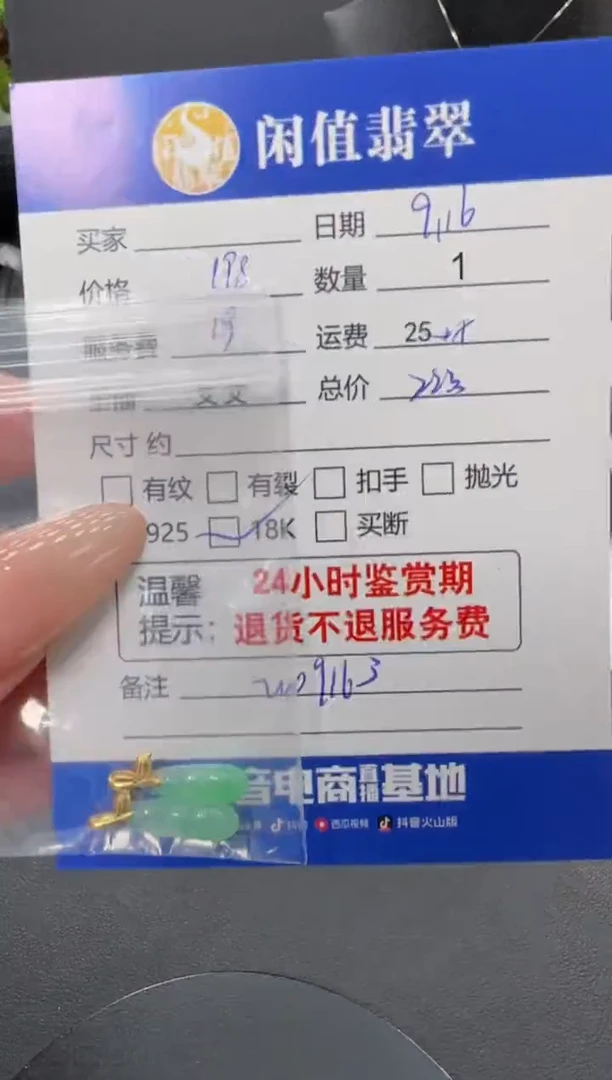 闲值翡翠
买家 日期 9.16
价格 198 数量 1
服务费 19 运费 25
主播 文文 总价 223
尺寸 约
有纹 有裂 扣手 抛光
925 18K 买断
温馨 24小时鉴赏期
提示: 退货不退服务费
备注 9163
音电商直播基地
抖音 西瓜视频 抖音火山版